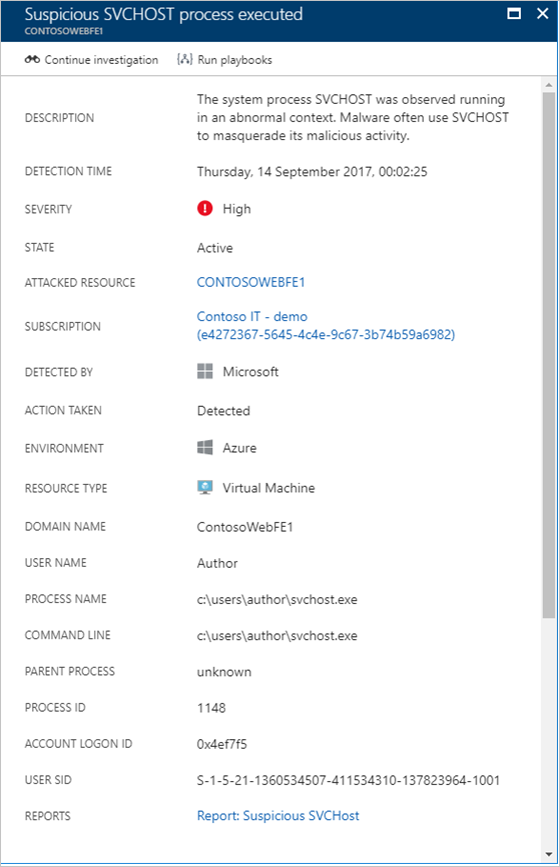 Suspicious SVCHOST process executed
CONTOSOWEBFE1
Continue investigation Run playbooks
DESCRIPTION The system process SVCHOST was observed running
in an abnormal context. Malware often use SVCHOST
to masquerade its malicious activity.
DETECTION TIME Thursday, 14 September 2017, 00:02:25
SEVERITY High
STATE Active
ATTACKED RESOURCE CONTOSOWEBFE1
SUBSCRIPTION Contoso IT - demo
(e4272367-5645-4c4e-9c67-3b74b59a6982)
DETECTED BY Microsoft
ACTION TAKEN Detected
ENVIRONMENT Azure
RESOURCE TYPE Virtual Machine
DOMAIN NAME ContosoWebFE1
USER NAME Author
PROCESS NAME c:\users\author\svchost.exe
COMMAND LINE c:\users\author\svchost.exe
PARENT PROCESS unknown
PROCESS ID 1148
ACCOUNT LOGON ID 0x4ef7f5
USER SID S-1-5-21-1360534507-411534310-137823964-1001
REPORTS Report: Suspicious SVCHost